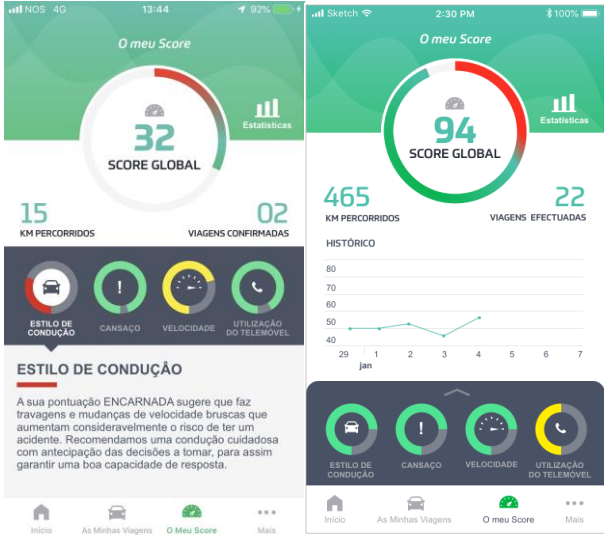 NOS 4G 13:44 92%
O meu Score
32
SCORE GLOBAL
Estatísticas
15
KM PERCORRIDOS
02
VIAGENS CONFIRMADAS
ESTILO DE
CONDUÇÃO
CANSAÇO
VELOCIDADE
UTILIZAÇÃO
DO TELEMÓVEL
ESTILO DE CONDUÇÂO
A sua pontuação ENCARNADA sugere que faz
travagens e mudanças de velocidade bruscas que
aumentam consideravelmente o risco de ter um
acidente. Recomendamos uma condução cuidadosa
com antecipação das decisões a tomar, para assim
garantir uma boa capacidade de resposta.
Início
As Minhas Viagens
O Meu Score
Mais
Sketch 2:30 PM 100%
O meu Score
94
SCORE GLOBAL
Estatísticas
465
KM PERCORRIDOS
22
VIAGENS EFECTUADAS
HISTÓRICO
80
70
60
50
40
29 1 2 3 4 5 6 7
jan
ESTILO DE
CONDUÇÃO
CANSAÇO
VELOCIDADE
UTILIZAÇÃO
DO TELEMÓVEL
Início
As Minhas Viagens
O meu Score
Mais